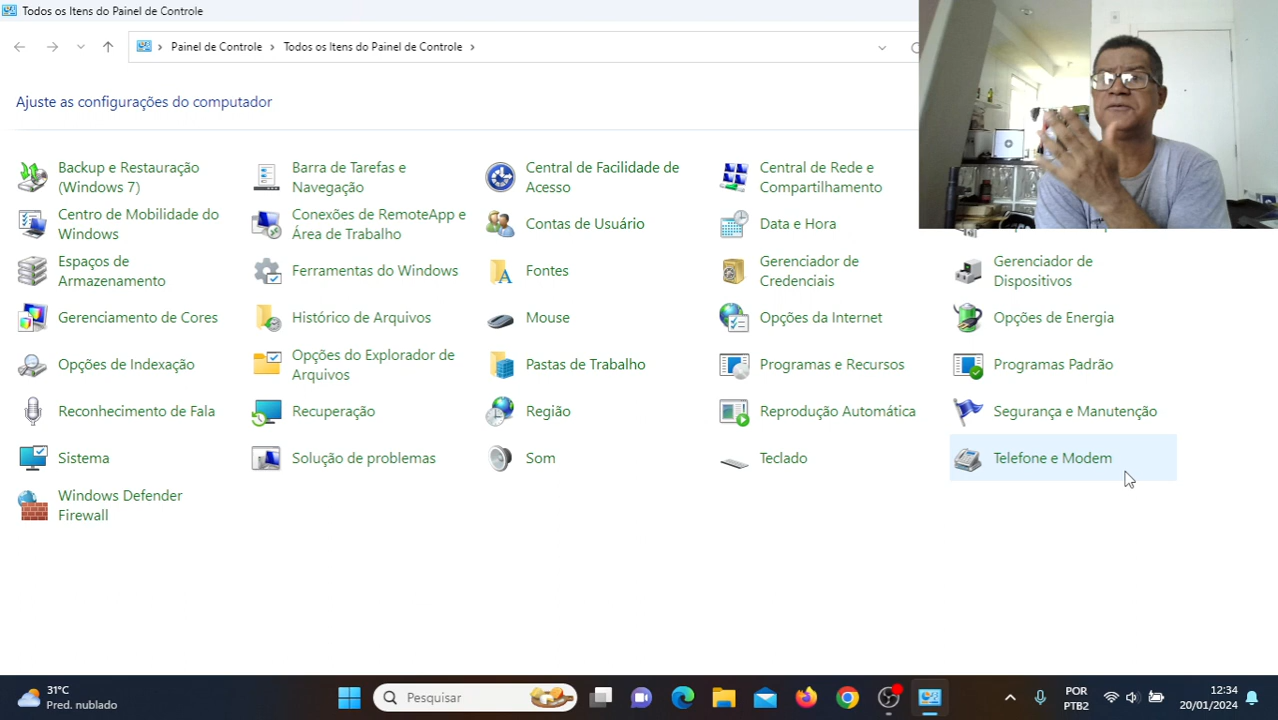 Todos os Itens do Painel de Controle
Painel de Controle
Todos os Itens do Painel de Controle
Ajuste as configurações do computador
Backup e Restauração
(Windows 7)
Barra de Tarefas e
Navegação
Central de Facilidade de
Acesso
Central de Rede e
Compartilhamento
Centro de Mobilidade do
Windows
Conexões de RemoteApp e
Área de Trabalho
Contas de Usuário
Data e Hora
Espaços de
Armazenamento
Ferramentas do Windows
Fontes
Gerenciador de
Credenciais
Gerenciador de
Dispositivos
Gerenciamento de Cores
Histórico de Arquivos
Mouse
Opções da Internet
Opções de Energia
Opções de Indexação
Opções do Explorador de
Arquivos
Pastas de Trabalho
Programas e Recursos
Programas Padrão
Reconhecimento de Fala
Recuperação
Região
Reprodução Automática
Segurança e Manutenção
Sistema
Solução de problemas
Som
Teclado
Telefone e Modem
Windows Defender
Firewall
31°C
Pred. nublado
Pesquisar
POR
PTB2
12:34
20/01/2024